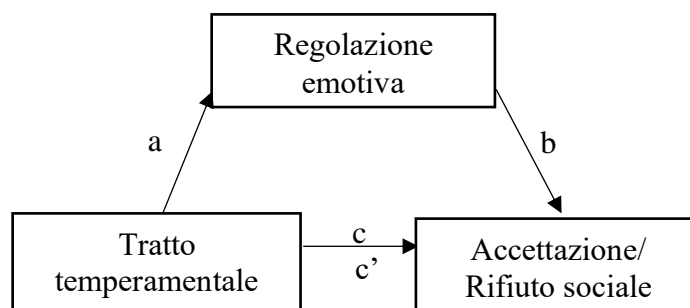 Regolazione
emotiva
a
b
Tratto
temperamentale
c
c’
Accettazione/
Rifiuto sociale